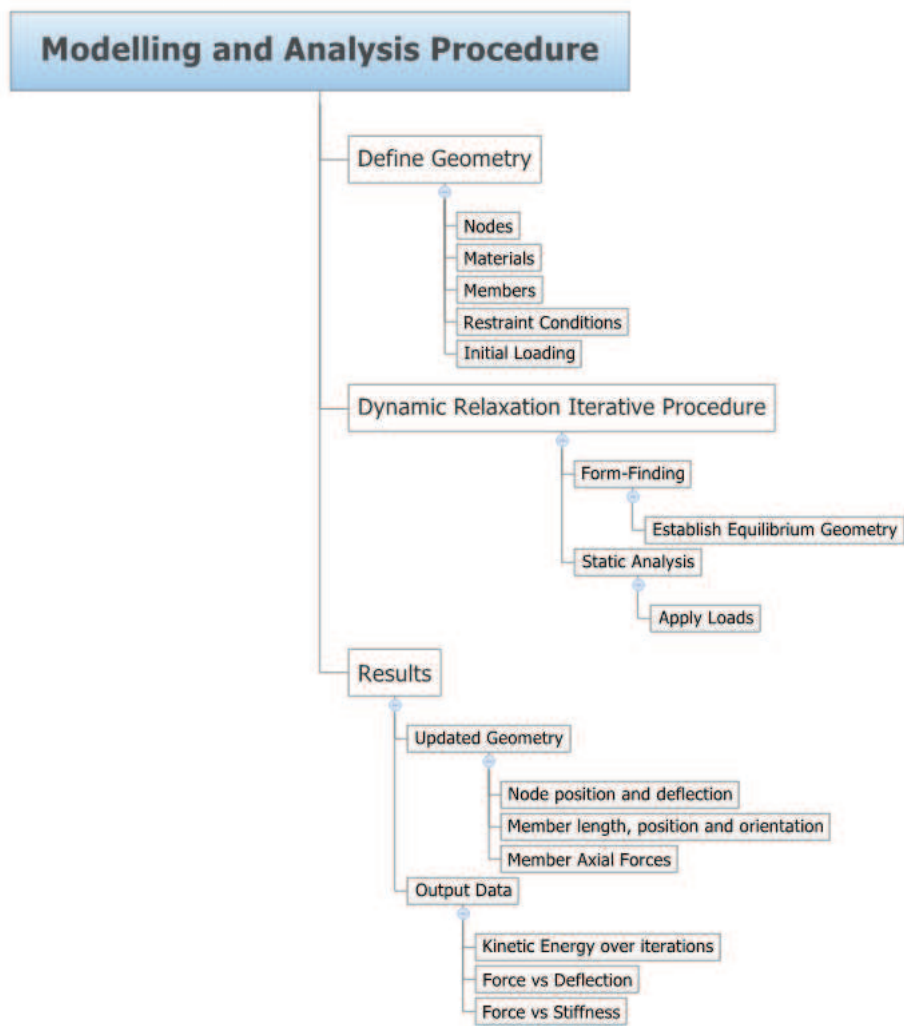 Modelling and Analysis Procedure
Define Geometry
Nodes
Materials
Members
Restraint Conditions
Initial Loading
Dynamic Relaxation Iterative Procedure
Form-Finding
Establish Equilibrium Geometry
Static Analysis
Apply Loads
Results
Updated Geometry
Node position and deflection
Member length, position and orientation
Member Axial Forces
Output Data
Kinetic Energy over iterations
Force vs Deflection
Force vs Stiffness